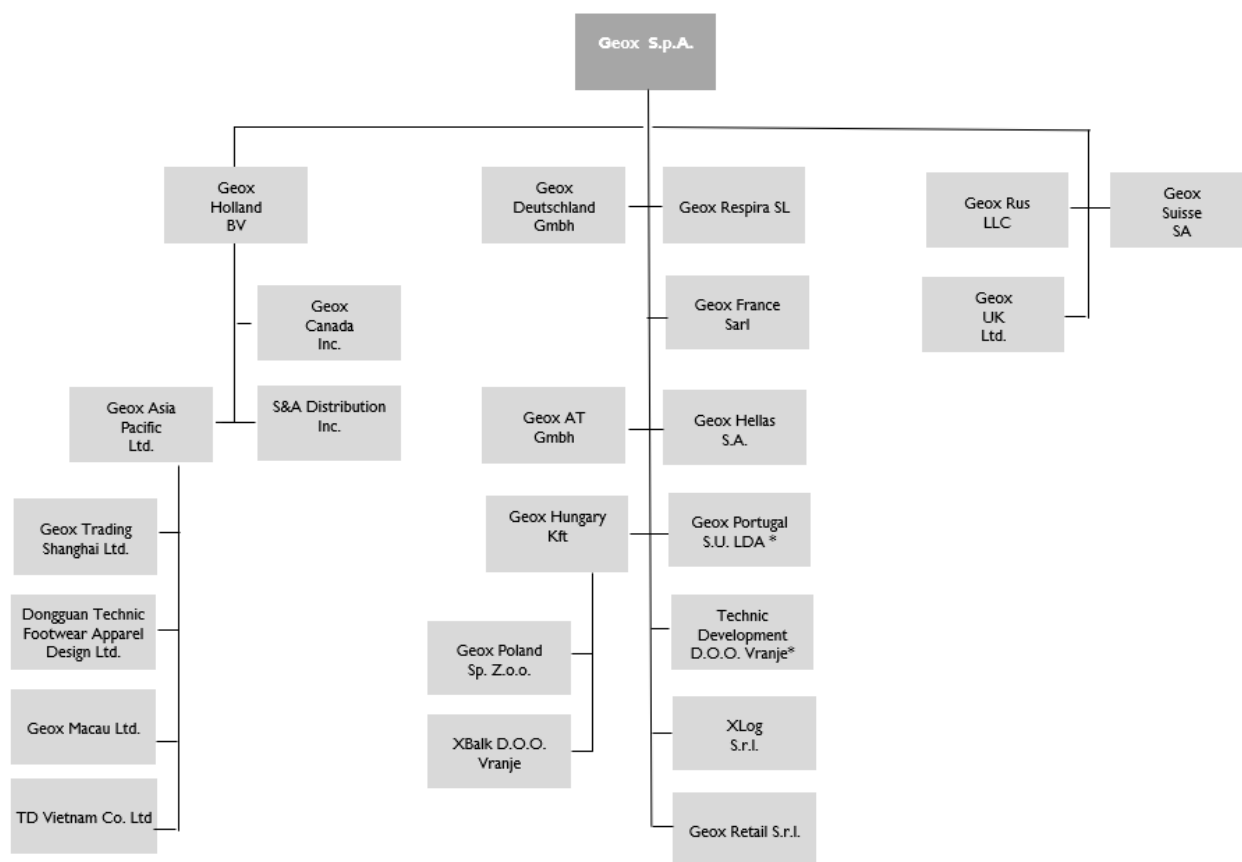 Geox S.p.A.
Geox
Holland
BV
Geox
Deutschland
Gmbh
Geox Respira SL
Geox Rus
LLC
Geox
Suisse
SA
Geox
Canada
Inc.
Geox France
Sarl
Geox
UK
Ltd.
Geox Asia
Pacific
Ltd.
S&A Distribution
Inc.
Geox AT
Gmbh
Geox Hellas
S.A.
Geox Trading
Shanghai Ltd.
Geox Hungary
Kft
Geox Portugal
S.U. LDA *
Dongguan Technic
Footwear Apparel
Design Ltd.
Geox Poland
Sp. Z.o.o.
Technic
Development
D.O.O. Vranje*
Geox Macau Ltd.
XBalk D.O.O.
Vranje
XLog
S.r.l.
TD Vietnam Co. Ltd
Geox Retail S.r.l.